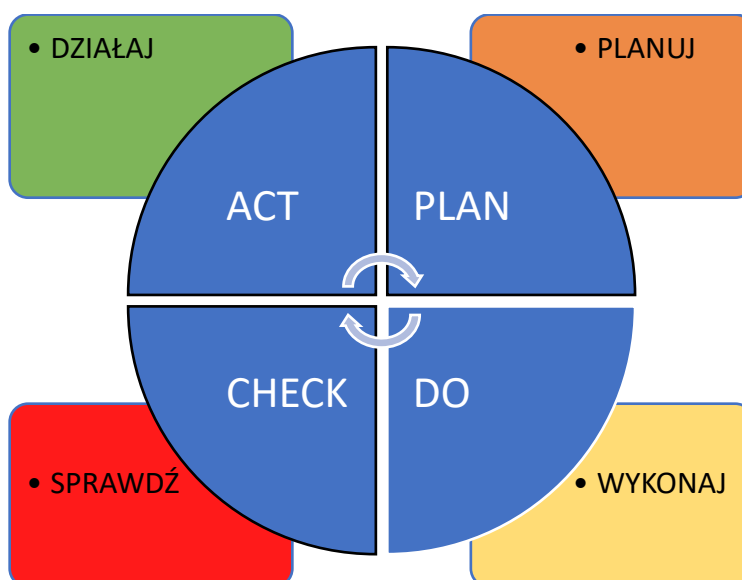 • DZIAŁAJ
• PLANUJ
ACT
PLAN
CHECK
DO
• SPRAWDŹ
• WYKONAJ